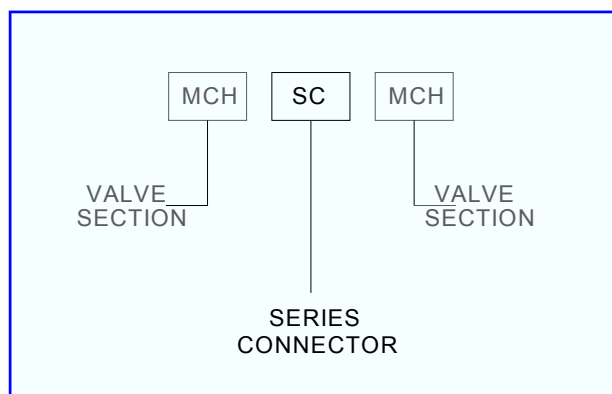 MCH SC MCH
VALVE
SECTION
VALVE
SECTION
SERIES
CONNECTOR